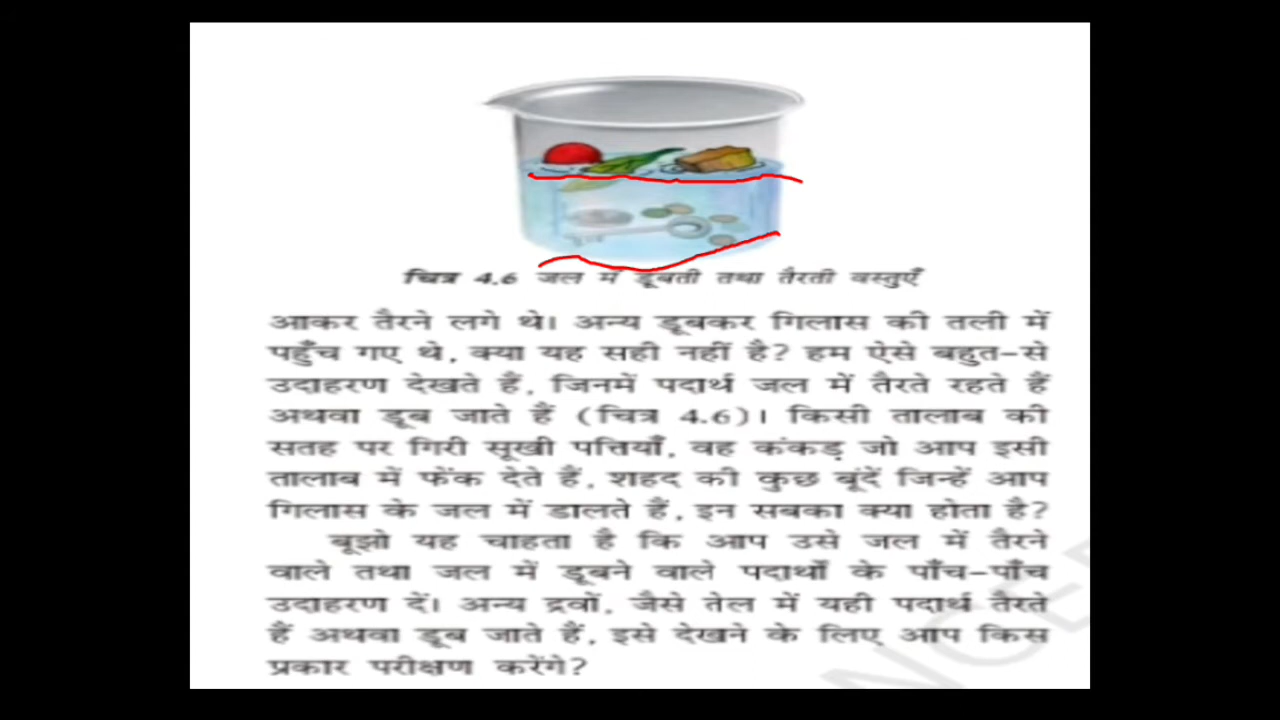 चित्र 4.6 जल में डूबती तथा तैरती वस्तुएँ
आकर तैरने लगे थे। अन्य डूबकर गिलास की तली में
पहुँच गए थे, क्या यह सही नहीं है? हम ऐसे बहुत-से
उदाहरण देखते हैं, जिनमें पदार्थ जल में तैरते रहते हैं
अथवा डूब जाते हैं (चित्र 4.6)। किसी तालाब की
सतह पर गिरी सूखी पत्तियाँ, वह कंकड़ जो आप इसी
तालाब में फेंक देते हैं, शहद की कुछ बूंदें जिन्हें आप
गिलास के जल में डालते हैं, इन सबका क्या होता है?
बूझो यह चाहता है कि आप उसे जल में तैरने
वाले तथा जल में डूबने वाले पदार्थों के पाँच-पाँच
उदाहरण दें। अन्य द्रवों, जैसे तेल में यही पदार्थ तैरते
हैं अथवा डूब जाते हैं, इसे देखने के लिए आप किस
प्रकार परीक्षण करेंगे?